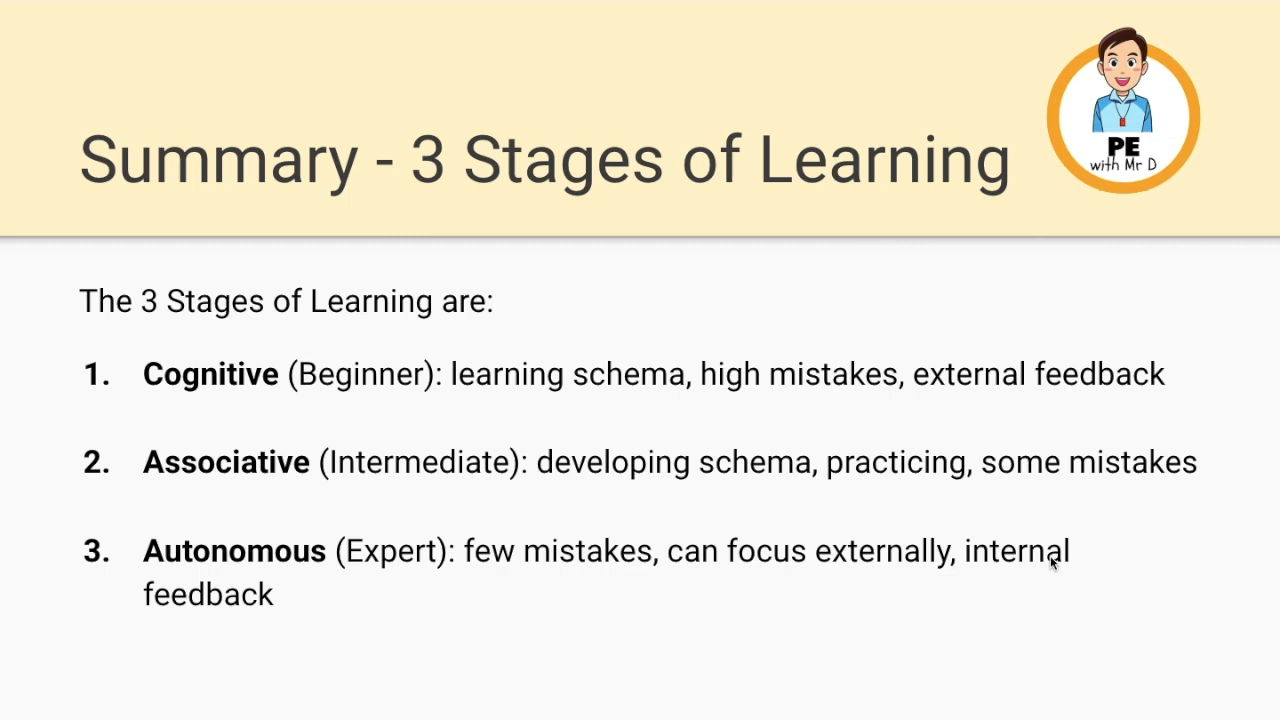 Summary - 3 Stages of Learning
PE
with Mr D
The 3 Stages of Learning are:
1. Cognitive (Beginner): learning schema, high mistakes, external feedback
2. Associative (Intermediate): developing schema, practicing, some mistakes
3. Autonomous (Expert): few mistakes, can focus externally, internal
feedback